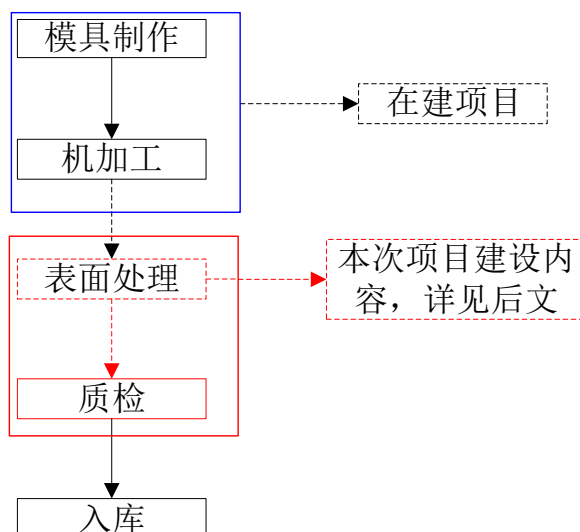 模具制作
在建项目
机加工
表面处理
本次项目建设内
容，详见后文
质检
入库